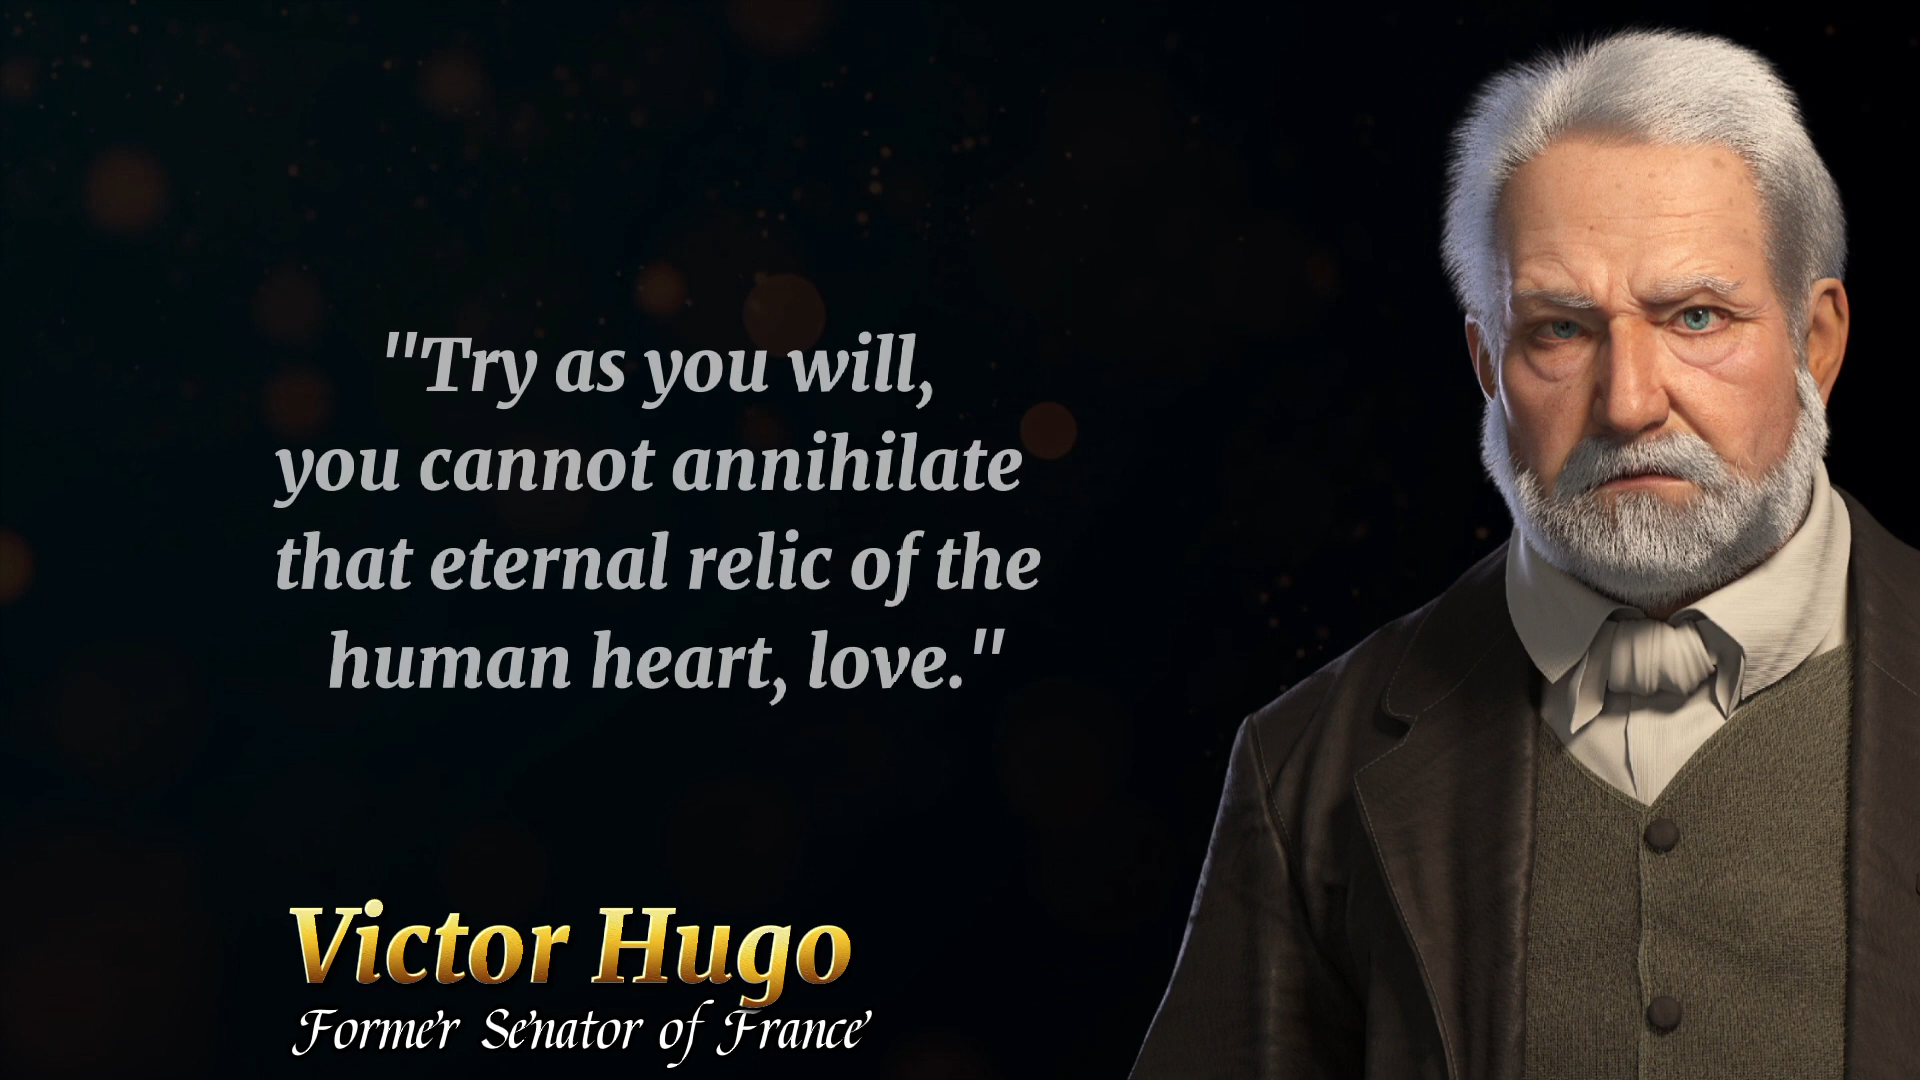 "Try as you will,
you cannot annihilate
that eternal relic of the
human heart, love."
Victor Hugo
Former Senator of France